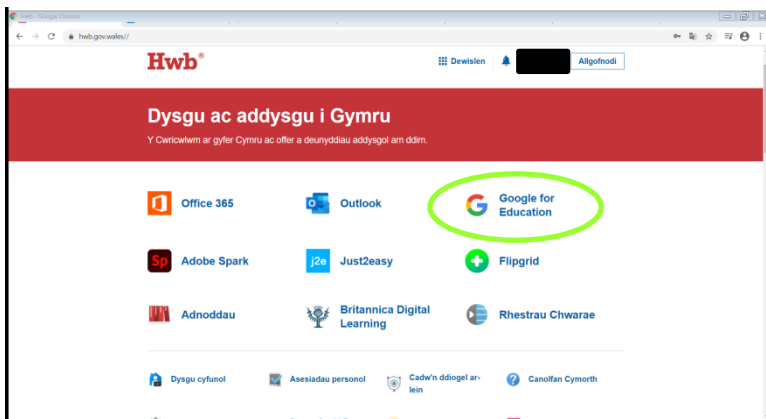 Hwb - Google Chrome
hwb.gov.wales//
Hwb®
Dewislen
Allgofnodi
Dysgu ac addysgu i Gymru
Y Cwricwlwm ar gyfer Cymru ac offer a deunyddiau addysgol am ddim.
Office 365
Outlook
Google for
Education
Sp
Adobe Spark
j2e
Just2easy
Flipgrid
Adnoddau
Britannica Digital
Learning
Rhestrau Chwarae
Dysgu cyfunol
Asesiadau personol
Cadw'n ddiogel ar-
lein
Canolfan Cymorth